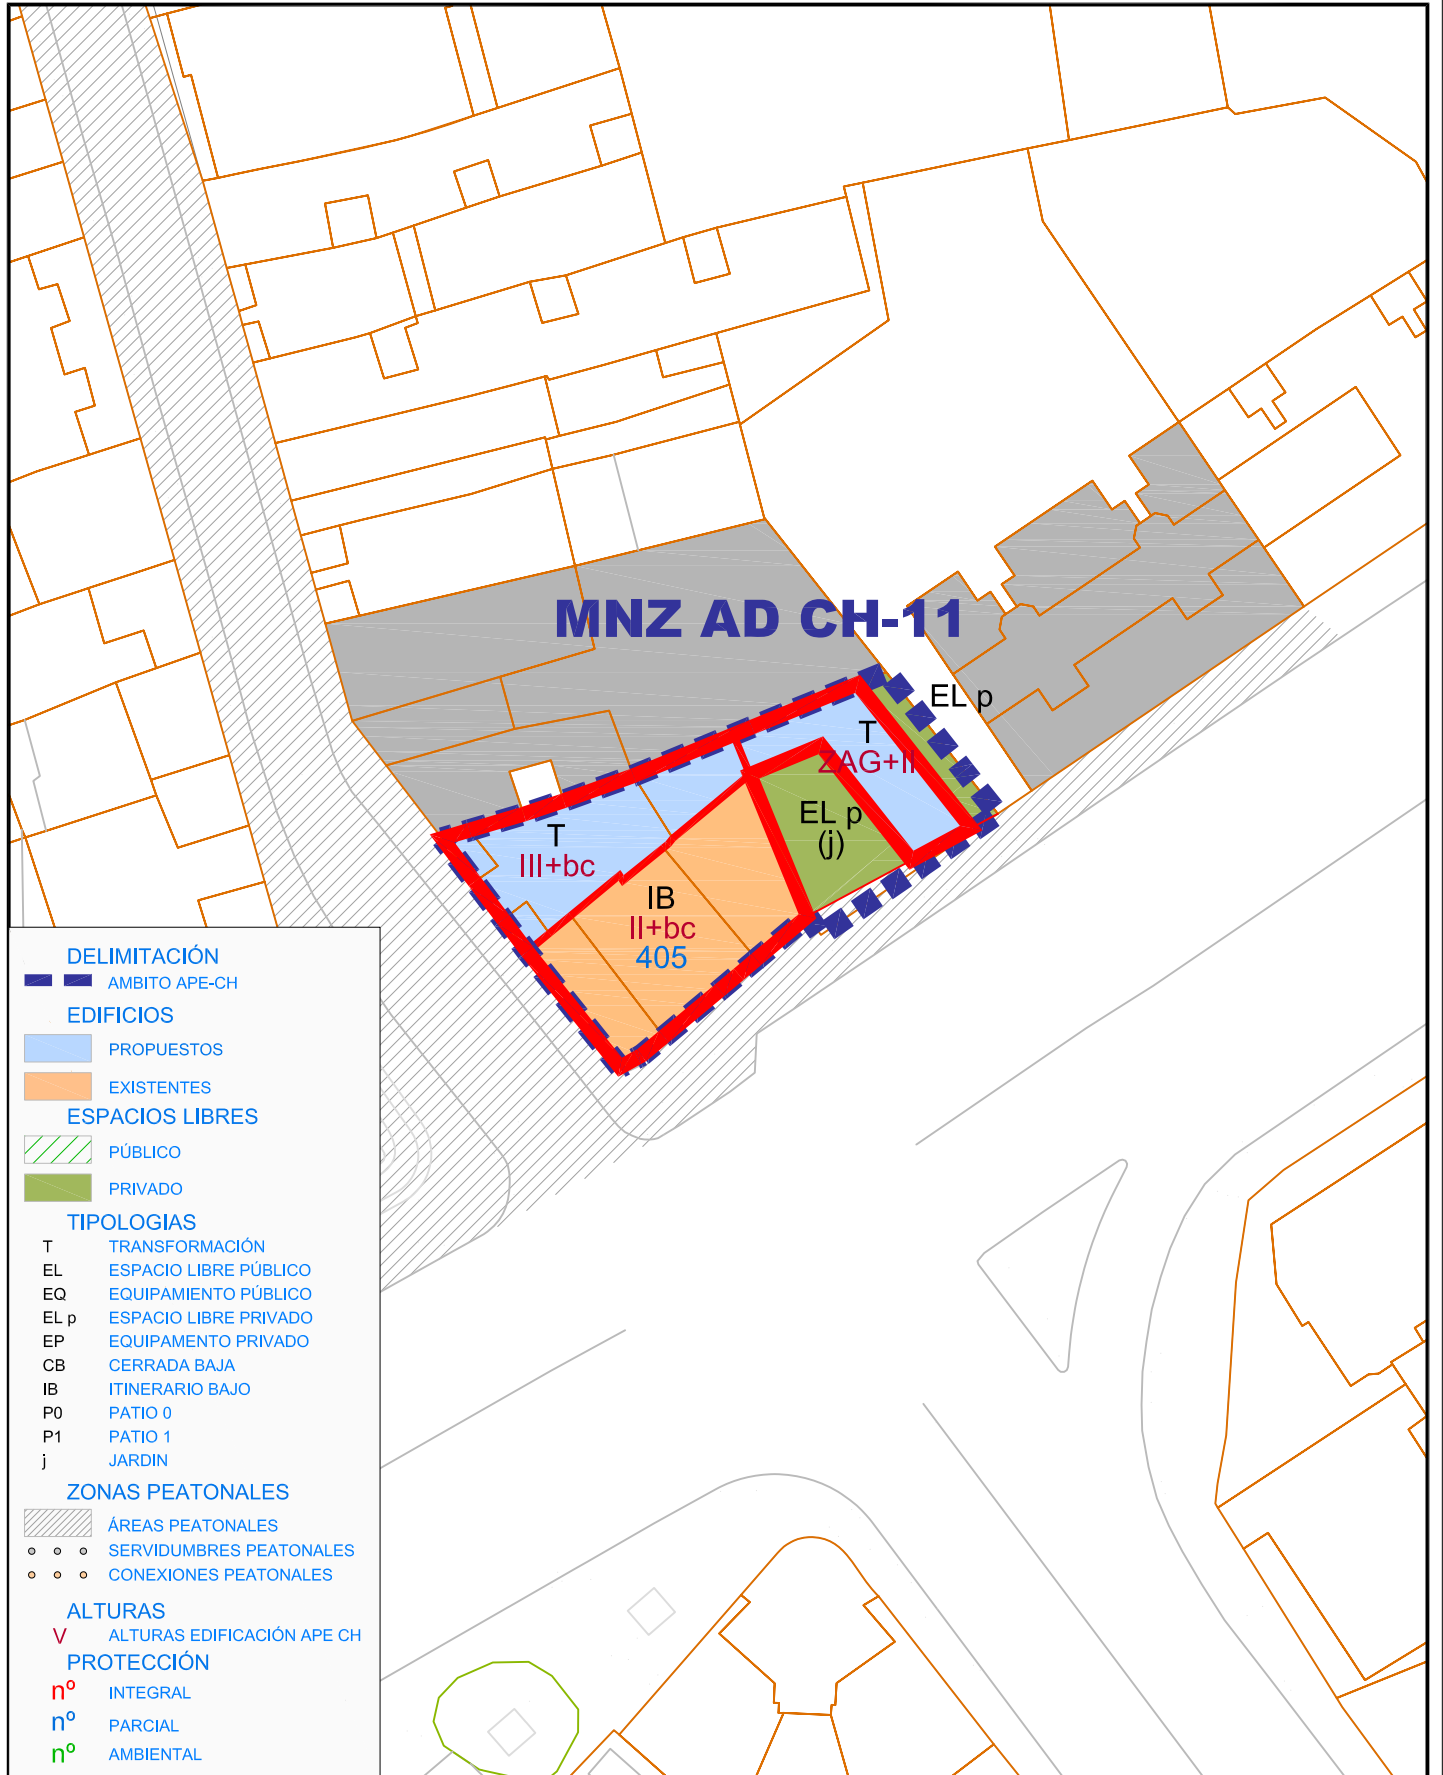 MNZ AD CH-11
EL p
T
ZAG+II
EL p
(j)
T
III+bc
IB
II+bc
405
DELIMITACIÓN
AMBITO APE-CH
EDIFICIOS
PROPUESTOS
EXISTENTES
ESPACIOS LIBRES
PÚBLICO
PRIVADO
TIPOLOGIAS
T TRANSFORMACIÓN
EL ESPACIO LIBRE PÚBLICO
EQ EQUIPAMIENTO PÚBLICO
EL p ESPACIO LIBRE PRIVADO
EP EQUIPAMENTO PRIVADO
CB CERRADA BAJA
IB ITINERARIO BAJO
P0 PATIO 0
P1 PATIO 1
j JARDIN
ZONAS PEATONALES
ÁREAS PEATONALES
SERVIDUMBRES PEATONALES
CONEXIONES PEATONALES
ALTURAS
V ALTURAS EDIFICACIÓN APE CH
PROTECCIÓN
nº INTEGRAL
nº PARCIAL
nº AMBIENTAL